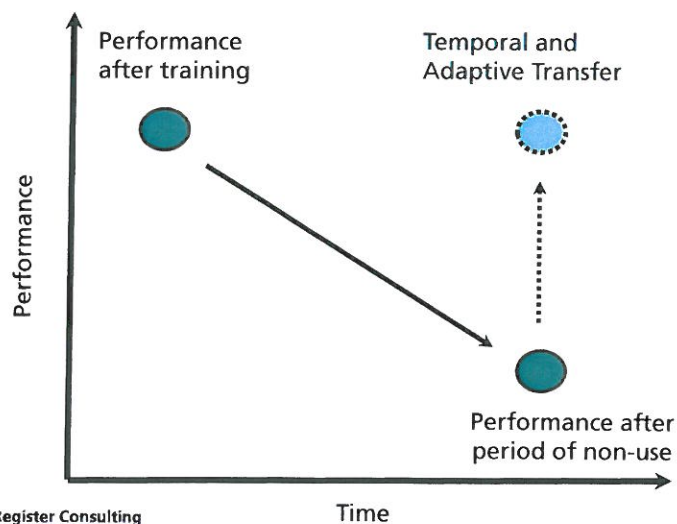 Performance
after training
Temporal and
Adaptive Transfer
Performance
Performance after
period of non-use
Time
Register Consulting